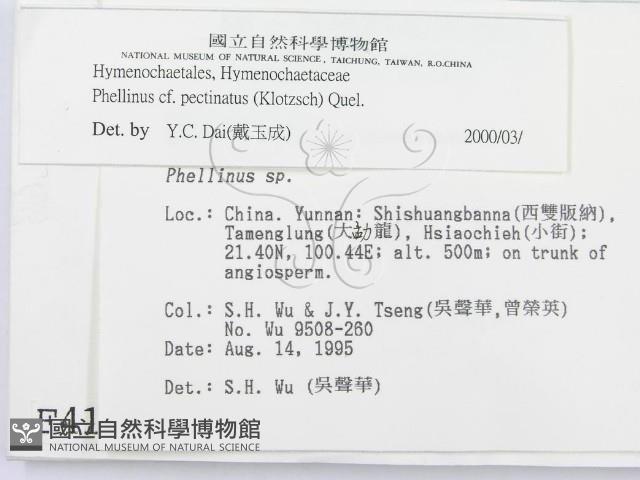 國立自然科學博物館
NATIONAL MUSEUM OF NATURAL SCIENCE, TAICHUNG, TAIWAN, R.O.CHINA
Hymenochaetales, Hymenochaetaceae
Phellinus cf. pectinatus (Klotzsch) Quel.
Det. by Y.C. Dai(戴玉成) 2000/03/
Phellinus sp.
Loc.: China. Yunnan: Shishuangbanna(西雙版納),
Tamenglung(大勐龍), Hsiaochieh(小街);
21.40N, 100.44E; alt. 500m; on trunk of
angiosperm.
Col.: S.H. Wu & J.Y. Tseng(吳聲華,曾榮英)
No. Wu 9508-260
Date: Aug. 14, 1995
Det.: S.H. Wu (吳聲華)
F41
國立自然科學博物館
NATIONAL MUSEUM OF NATURAL SCIENCE